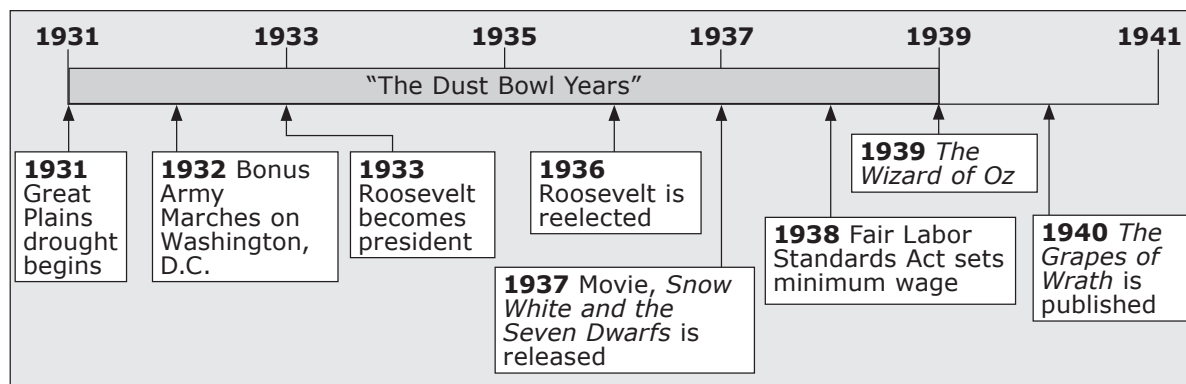 1931 1933 1935 1937 1939 1941
“The Dust Bowl Years”
1931
Great
Plains
drought
begins
1932 Bonus
Army
Marches on
Washington,
D.C.
1933
Roosevelt
becomes
president
1936
Roosevelt is
reelected
1937 Movie, Snow
White and the
Seven Dwarfs is
released
1938 Fair Labor
Standards Act sets
minimum wage
1939 The
Wizard of Oz
1940 The
Grapes of
Wrath is
published